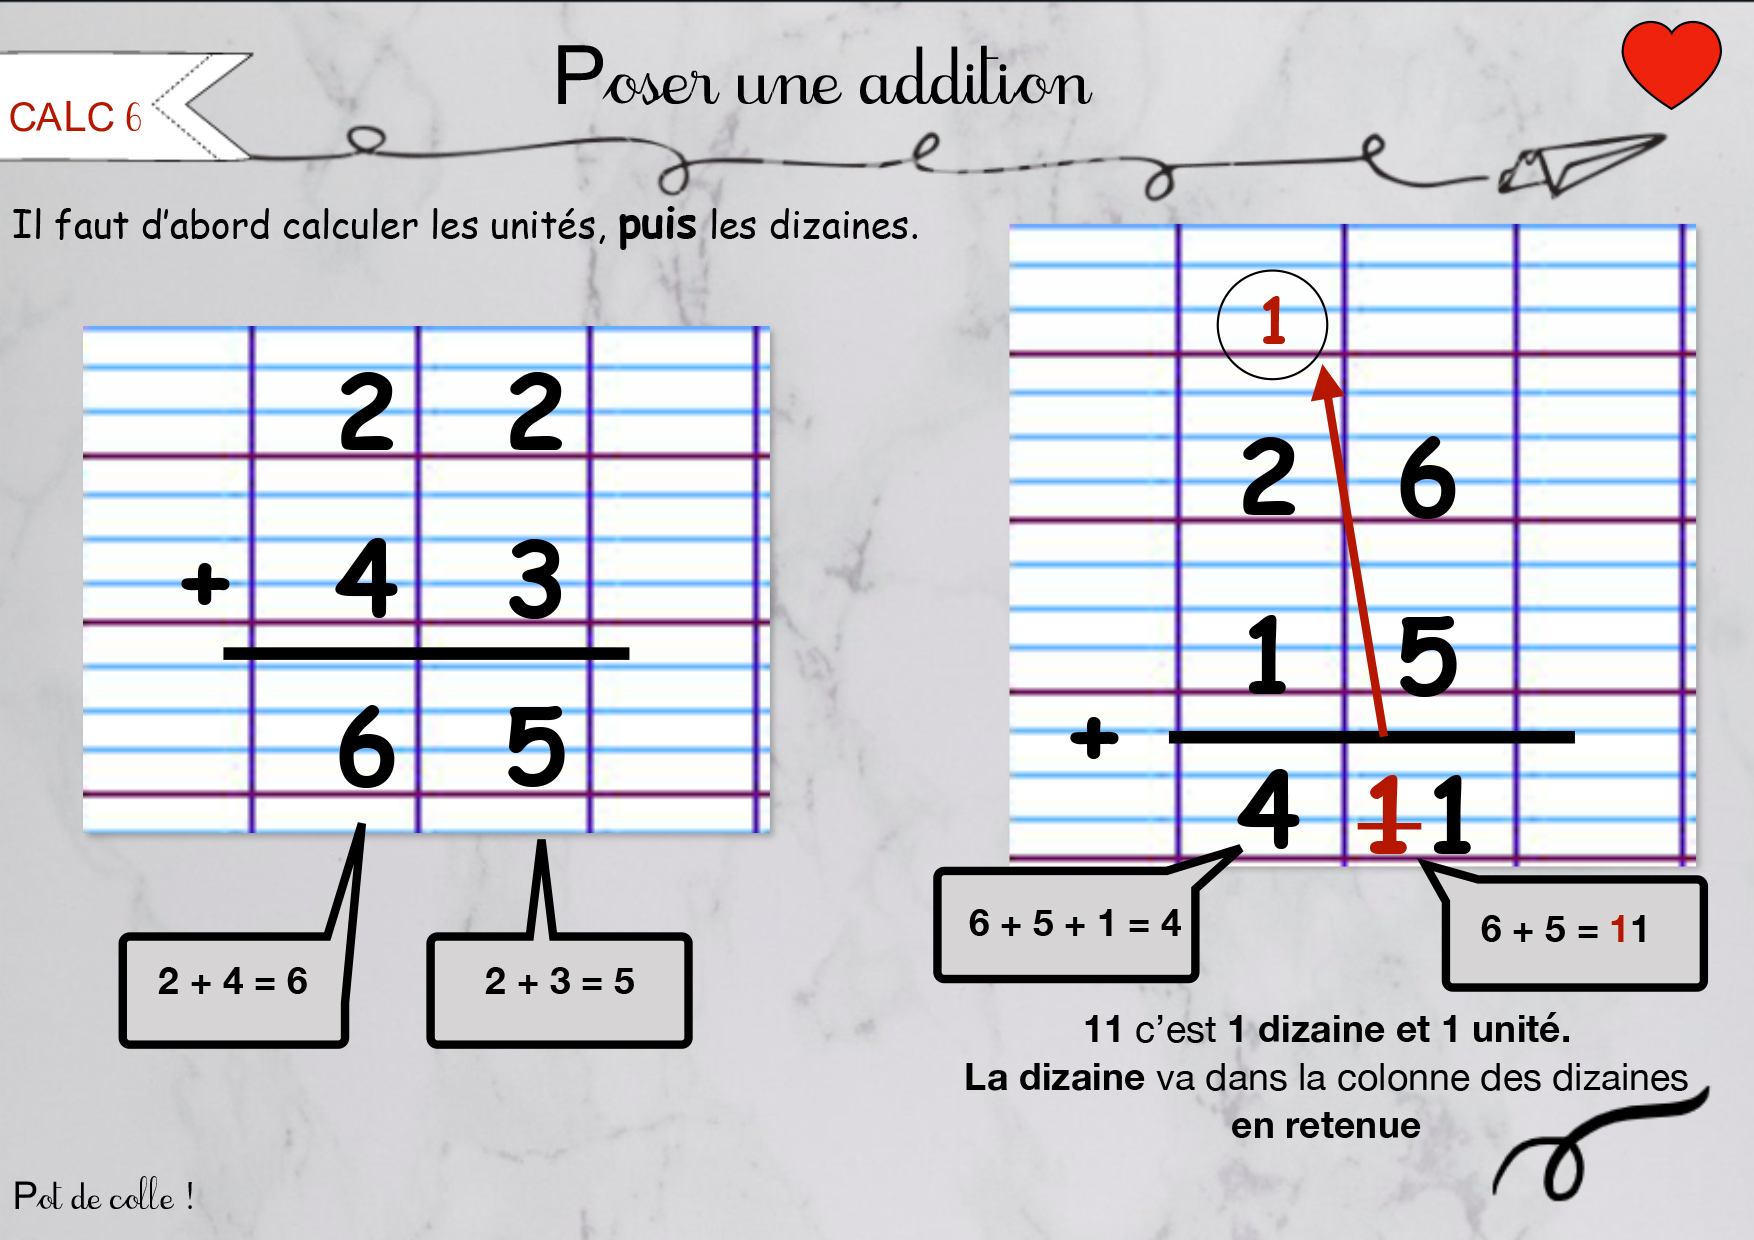 Poser une addition
CALC 6
Il faut d'abord calculer les unités, puis les dizaines.
2 2
+ 4 3
6 5
2 + 4 = 6
2 + 3 = 5
1
2 6
1 5
+
4 11
6 + 5 + 1 = 4
6 + 5 = 11
11 c'est 1 dizaine et 1 unité.
La dizaine va dans la colonne des dizaines
en retenue
Pot de colle !